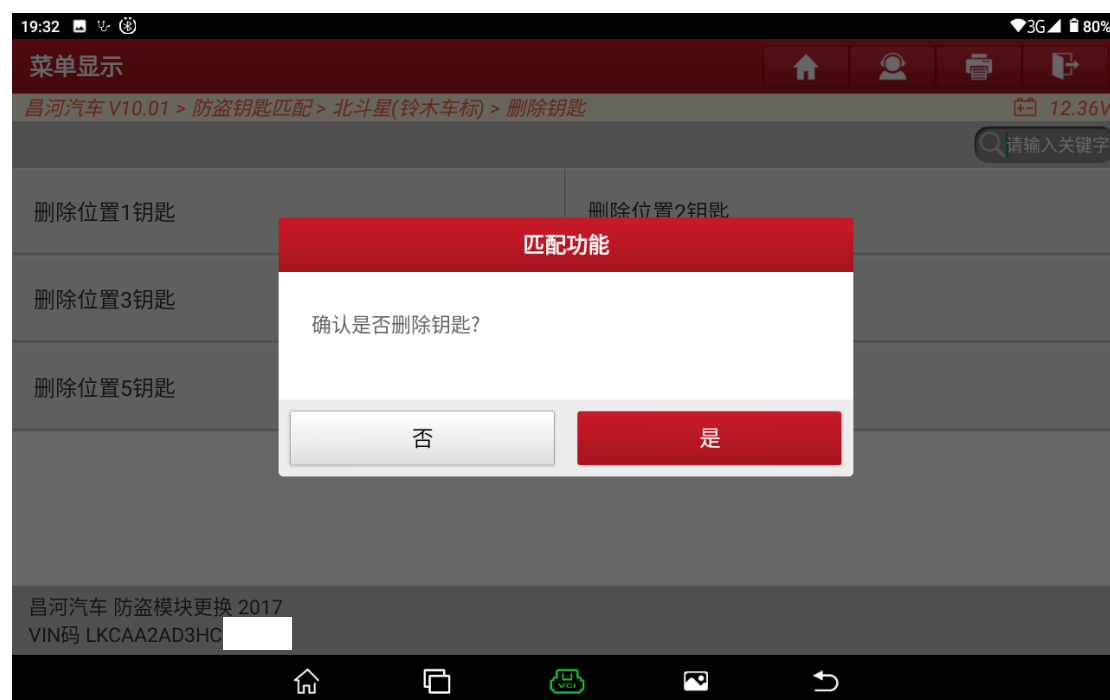 19:32 3G 80%
菜单显示
昌河汽车 V10.01 > 防盗钥匙匹配 > 北斗星(铃木车标) > 删除钥匙 12.36V
请输入关键字
删除位置1钥匙 删除位置2钥匙
匹配功能
删除位置3钥匙
确认是否删除钥匙?
删除位置5钥匙
否 是
昌河汽车 防盗模块更换 2017
VIN码 LKCAA2AD3HC
VCI